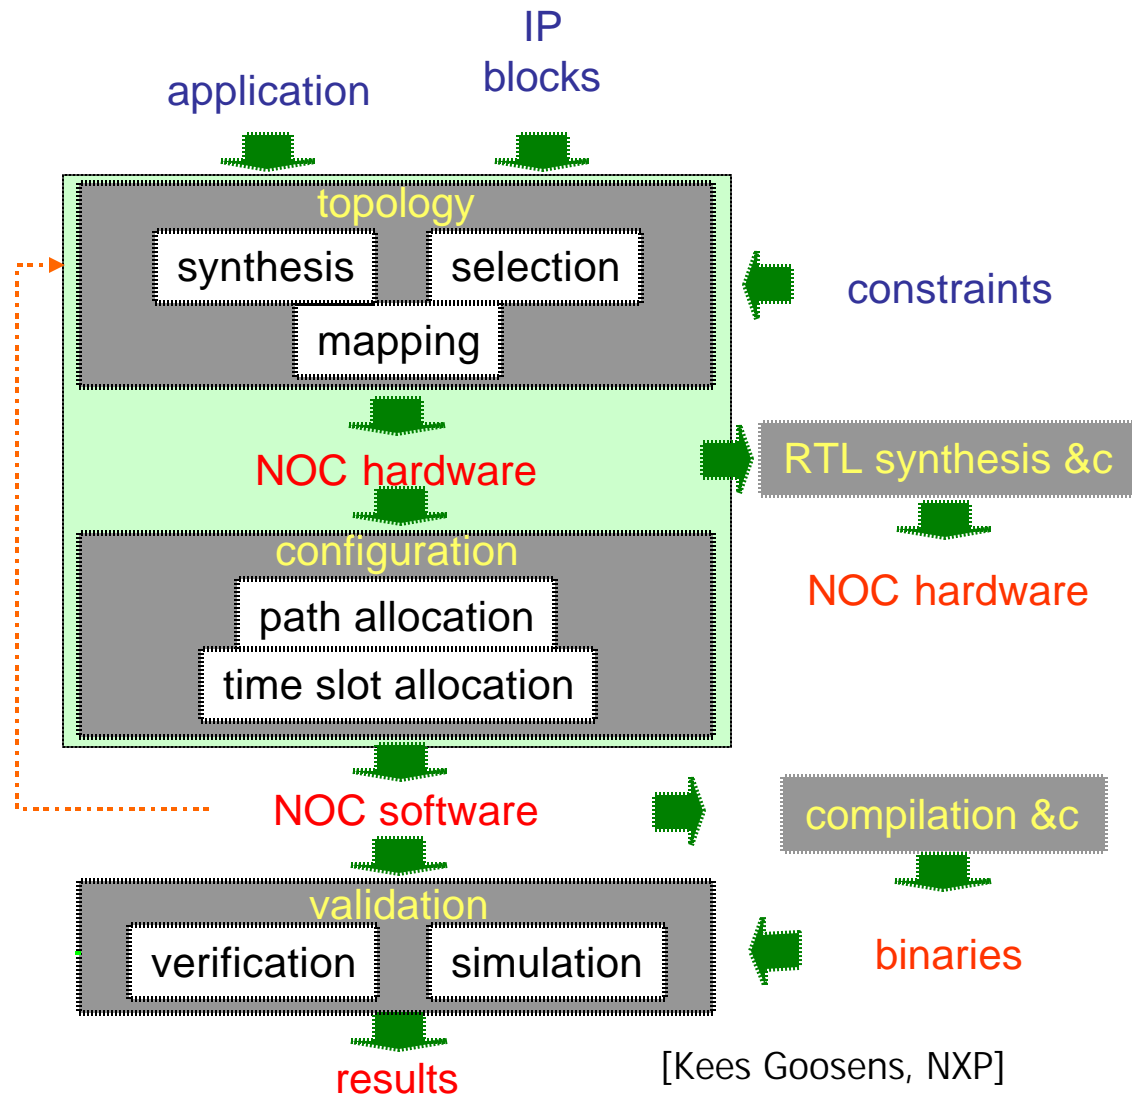 IP
blocks
application
topology
synthesis
selection
mapping
constraints
NOC hardware
RTL synthesis &c
configuration
path allocation
time slot allocation
NOC hardware
NOC software
compilation &c
validation
verification
simulation
binaries
results
[Kees Goosens, NXP]